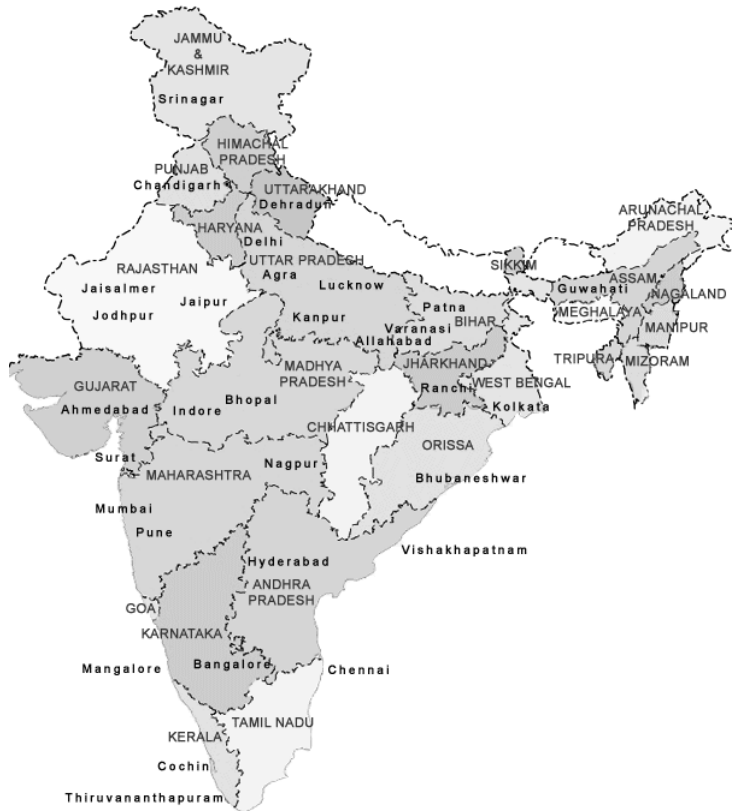 JAMMU
&
KASHMIR
Srinagar
HIMACHAL
PRADESH
PUNJAB
Chandigarh
UTTARAKHAND
Dehradun
HARYANA
Delhi
ARUNACHAL
PRADESH
RAJASTHAN
UTTAR PRADESH
SIKKIM
Jaisalmer
Agra
Lucknow
Guwahati
ASSAM
NAGALAND
Jaipur
Jodhpur
Kanpur
Patna
MEGHALAYA
Varanasi
BIHAR
MANIPUR
Allahabad
MADHYA
PRADESH
JHARKHAND
TRIPURA
MIZORAM
GUJARAT
Ranchi
WEST BENGAL
Ahmedabad
Indore
Bhopal
Kolkata
CHHATTISGARH
ORISSA
Surat
MAHARASHTRA
Nagpur
Bhubaneshwar
Mumbai
Pune
Vishakhapatnam
Hyderabad
ANDHRA
PRADESH
GOA
KARNATAKA
Mangalore
Bangalore
Chennai
TAMIL NADU
KERALA
Cochin
Thiruvananthapuram